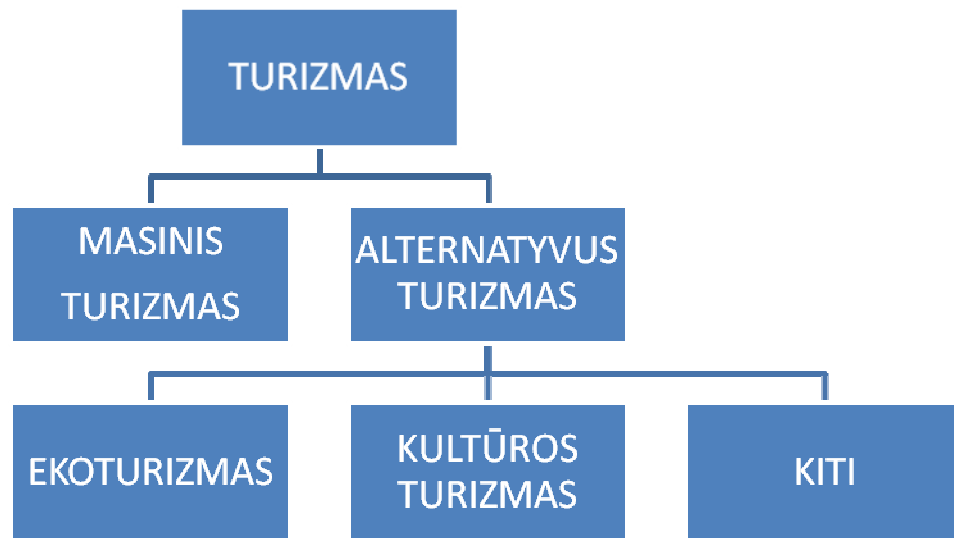 TURIZMAS
MASINIS
TURIZMAS
ALTERNATYVUS
TURIZMAS
EKOTURIZMAS
KULTŪROS
TURIZMAS
KITI